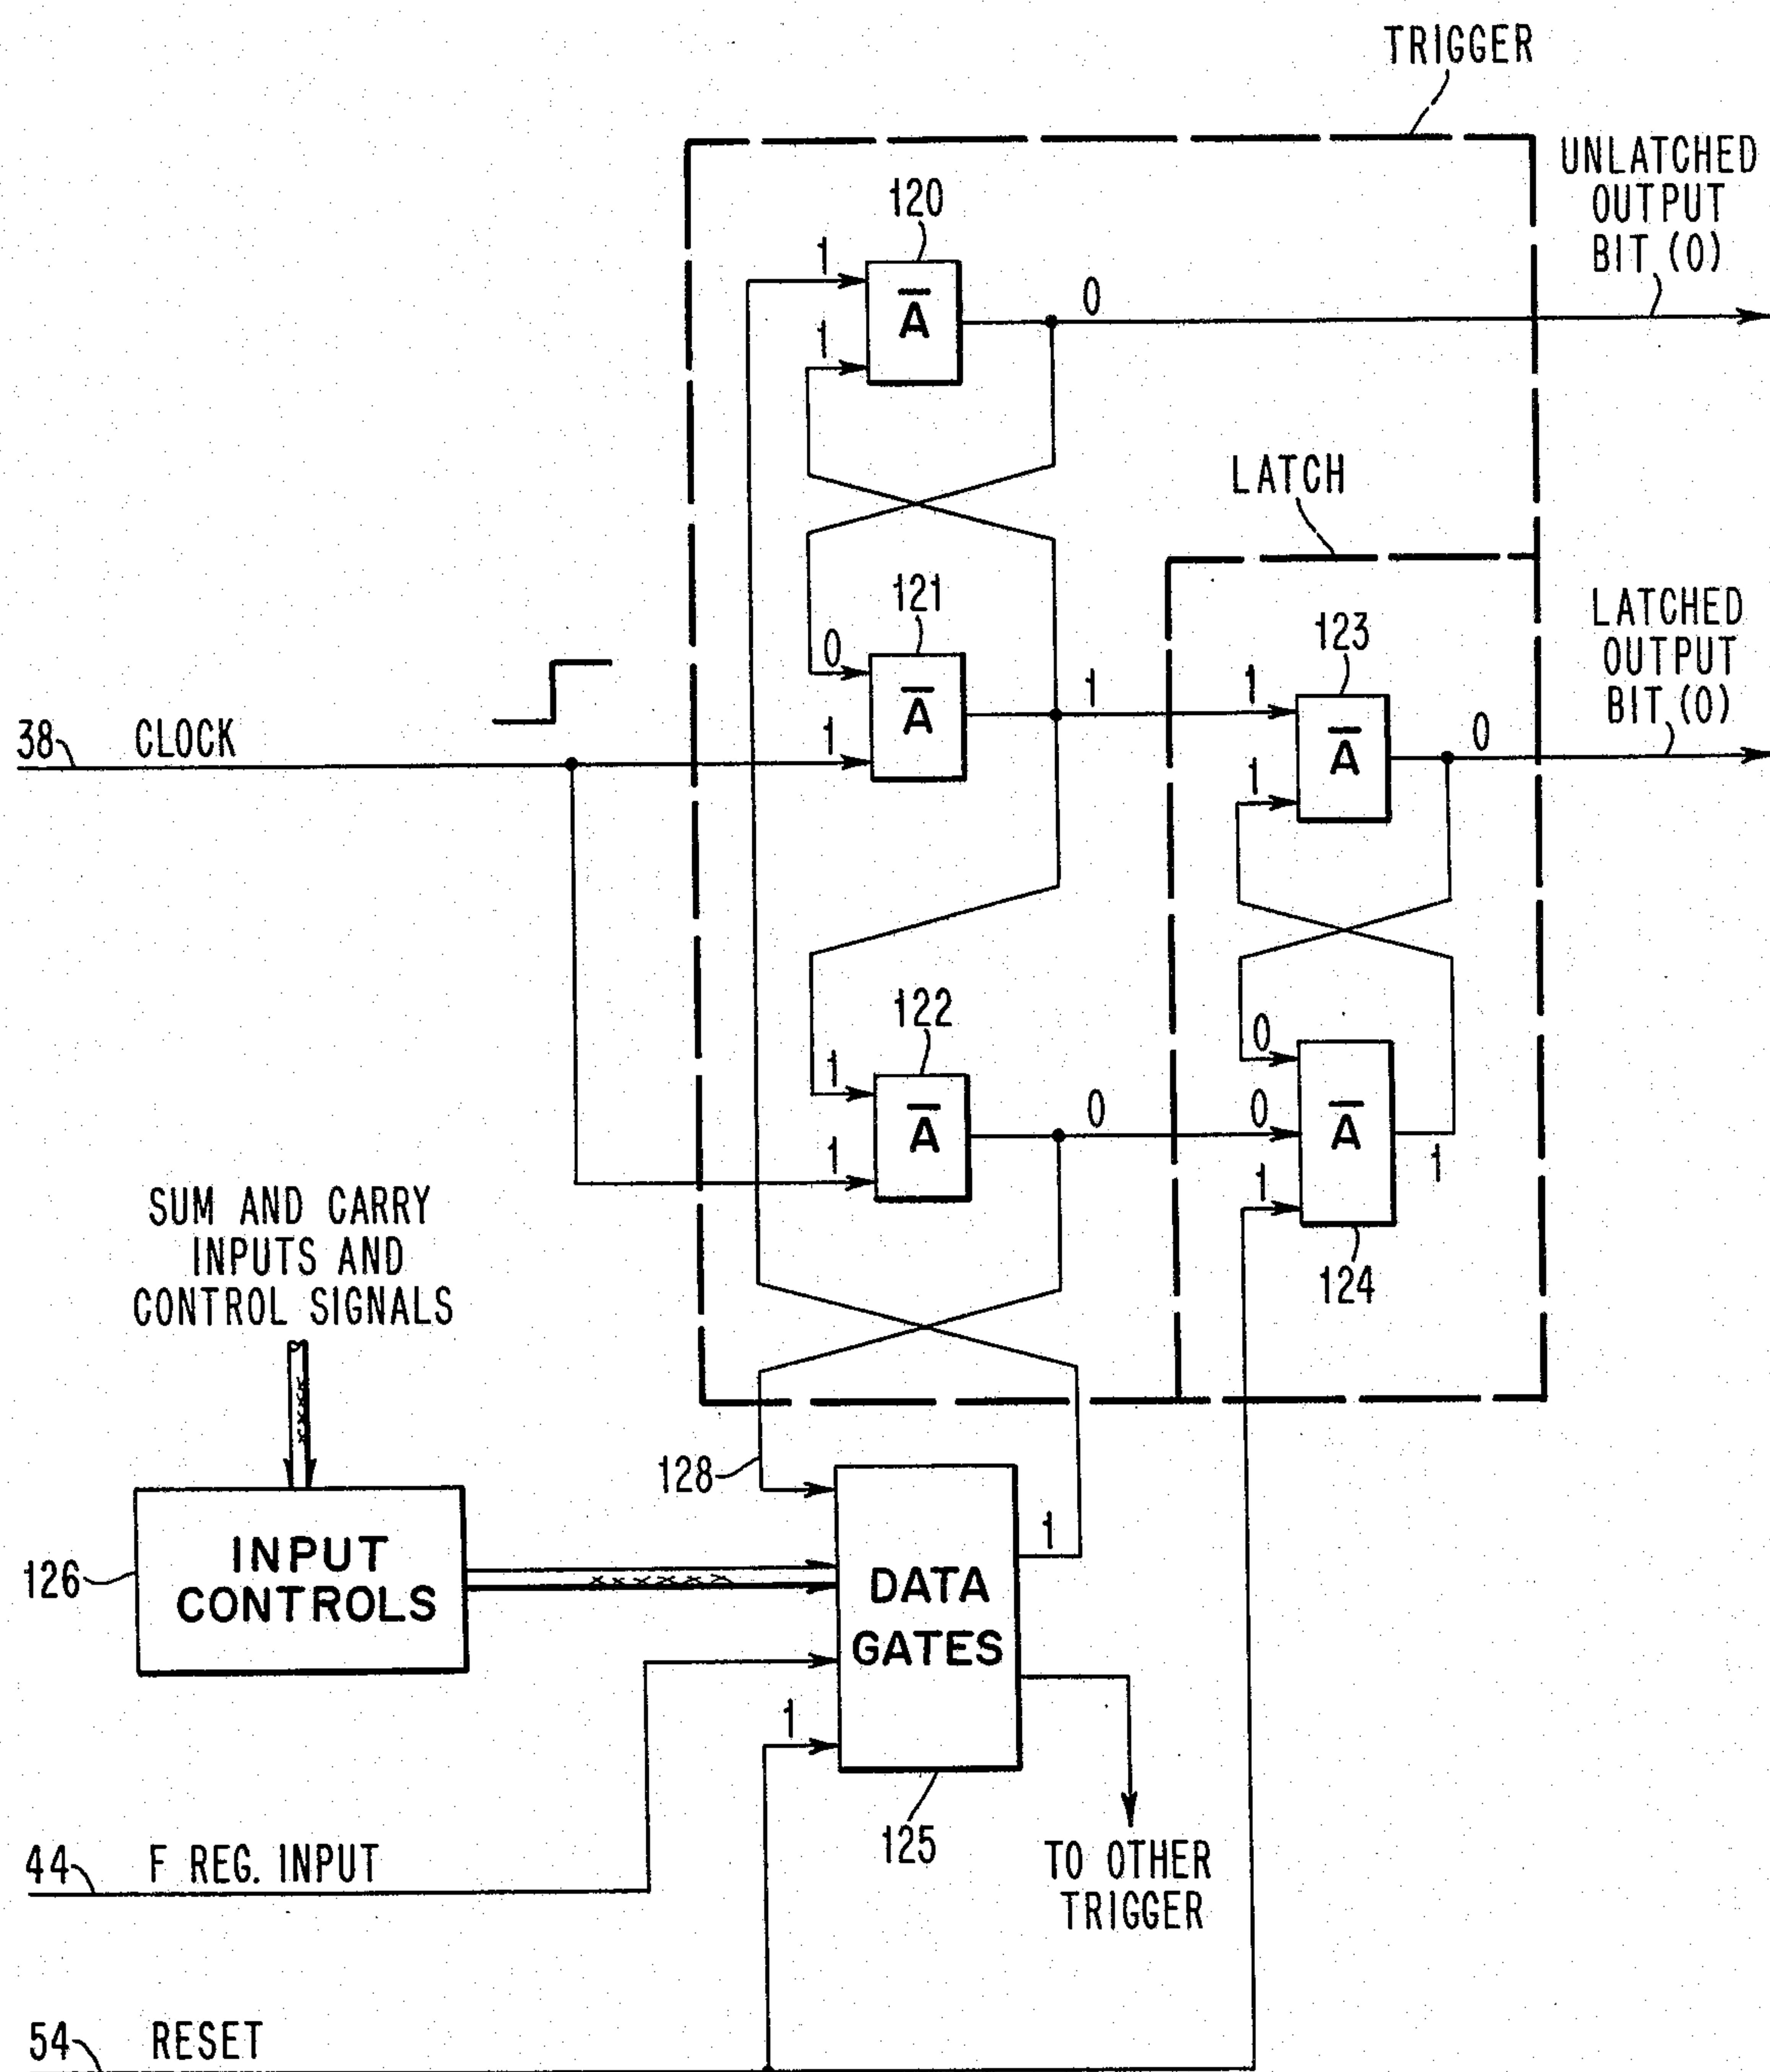 TRIGGER
UNLATCHED
OUTPUT
BIT (0)
120
1
A̅
0
1
LATCH
LATCHED
OUTPUT
BIT (0)
121
123
0
A̅
1
1
A̅
0
38 CLOCK
1
1
122
1
A̅
0
1
0
0
A̅
1
1
124
SUM AND CARRY
INPUTS AND
CONTROL SIGNALS
128
126
INPUT
CONTROLS
DATA
GATES
1
1
125
TO OTHER
TRIGGER
44 F REG. INPUT
54 RESET